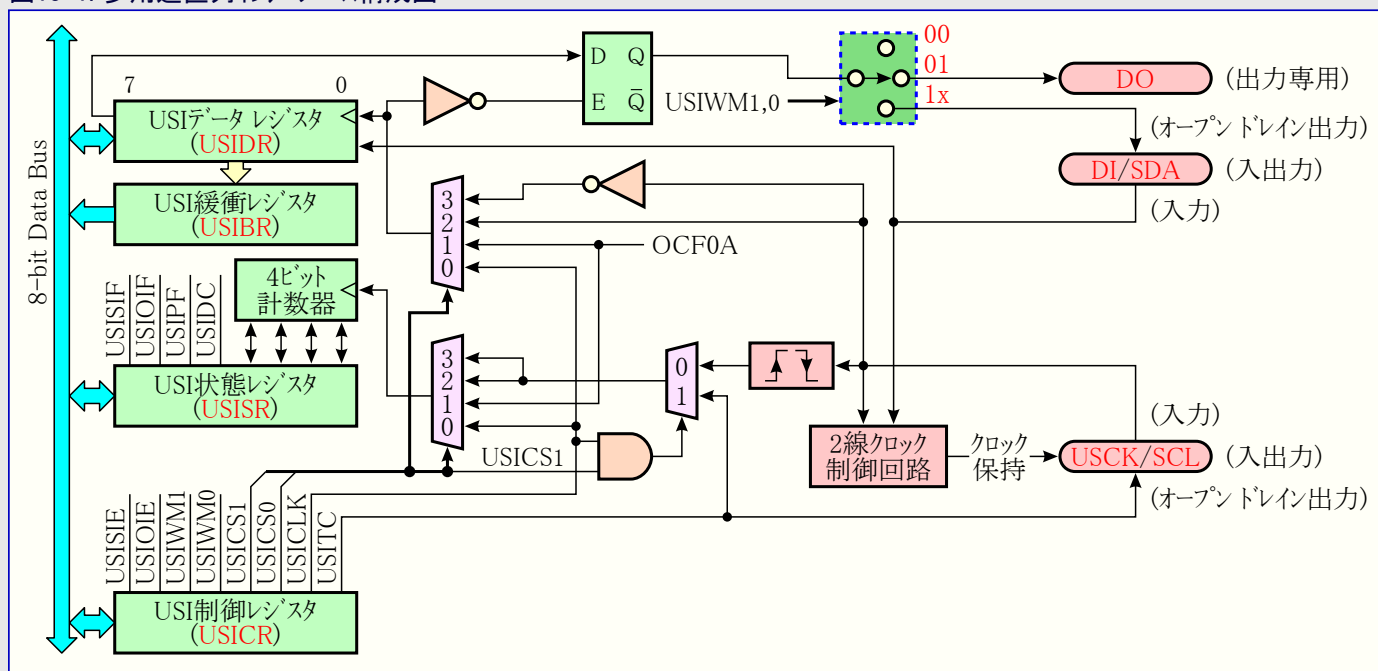 8-bit Data Bus
7
0
USIデータ レジスタ
(USIDR)
USI緩衝レジスタ
(USIBR)
4ビット
計数器
USISIF
USIOIF
USIPF
USIDC
USI状態レジスタ
(USISR)
USISIE
USIOIE
USIWM1
USIWM0
USICS1
USICS0
USICLK
USITC
USI制御レジスタ
(USICR)
D Q
E Q̅
USIWM1,0
00
01
1x
DO
(出力専用)
(オープンドレイン出力)
DI/SDA
(入出力)
(入力)
3
2
1
0
OCF0A
3
2
1
0
0
1
USICS1
2線クロック
制御回路
クロック
保持
(入力)
USCK/SCL
(入出力)
(オープンドレイン出力)